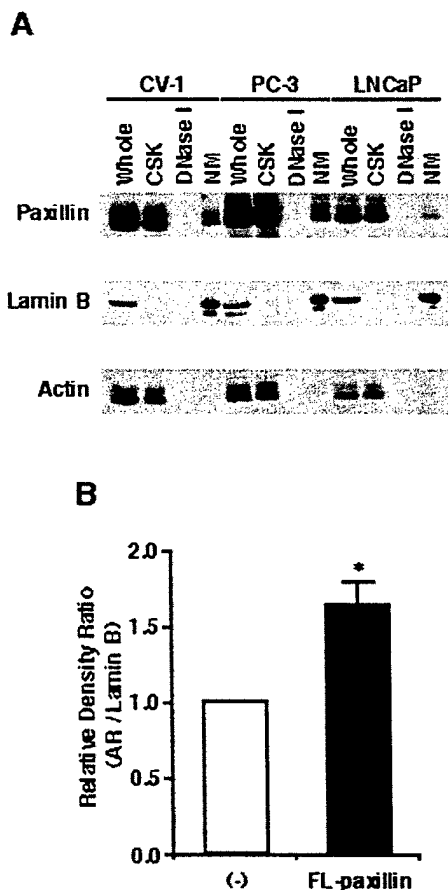 A
CV-1 PC-3 LNCaP
Whole CSK DNase I NM Whole CSK DNase I NM Whole CSK DNase I NM
Paxillin
Lamin B
Actin
B
Relative Density Ratio
(AR / Lamin B)
2.0
*
1.5
1.0
0.5
0.0
(-) FL-paxillin